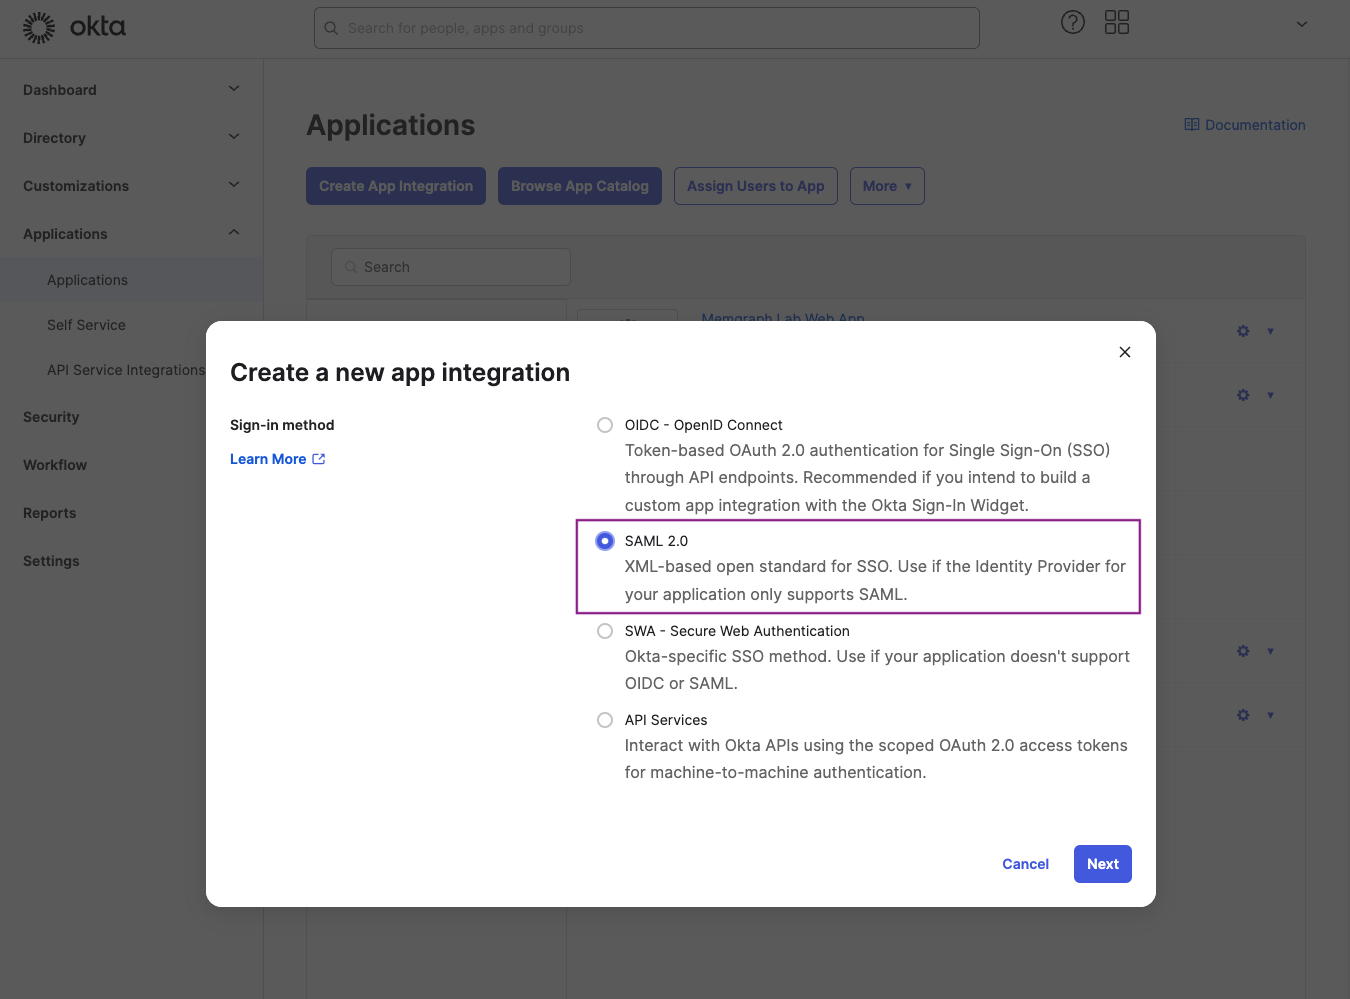 okta
Search for people, apps and groups
Dashboard
Directory
Customizations
Applications
Applications
Self Service
API Service Integrations
Security
Workflow
Reports
Settings
Applications
Documentation
Create App Integration
Browse App Catalog
Assign Users to App
More
Search
Memgraph Lab Web App
Create a new app integration
Sign-in method
Learn More
OIDC - OpenID Connect
Token-based OAuth 2.0 authentication for Single Sign-On (SSO)
through API endpoints. Recommended if you intend to build a
custom app integration with the Okta Sign-In Widget.
SAML 2.0
XML-based open standard for SSO. Use if the Identity Provider for
your application only supports SAML.
SWA - Secure Web Authentication
Okta-specific SSO method. Use if your application doesn't support
OIDC or SAML.
API Services
Interact with Okta APIs using the scoped OAuth 2.0 access tokens
for machine-to-machine authentication.
Cancel
Next